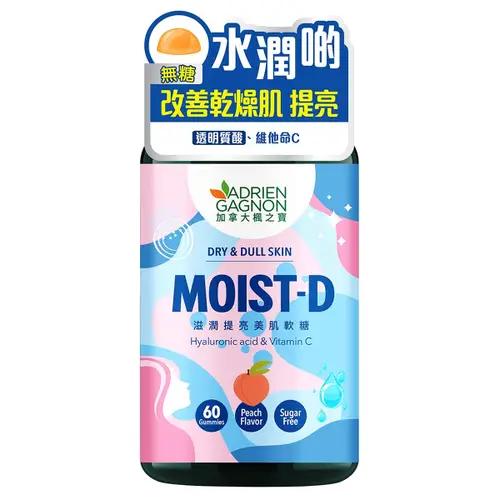 水潤啲
無糖
改善乾燥肌 提亮
透明質酸、維他命C
ADRIEN
GAGNON
加拿大楓之寶
DRY & DULL SKIN
MOIST-D
滋潤提亮美肌軟糖
Hyaluronic acid & Vitamin C
60
Gummies
Peach
Flavor
Sugar
Free